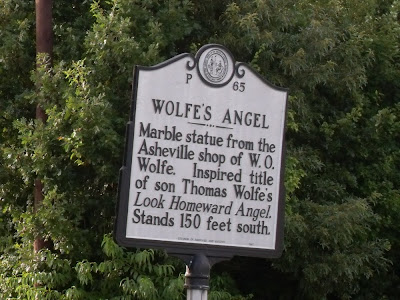 P 65
WOLFE'S ANGEL
Marble statue from the
Asheville shop of W. O.
Wolfe. Inspired title
of son Thomas Wolfe's
Look Homeward Angel.
Stands 150 feet south.